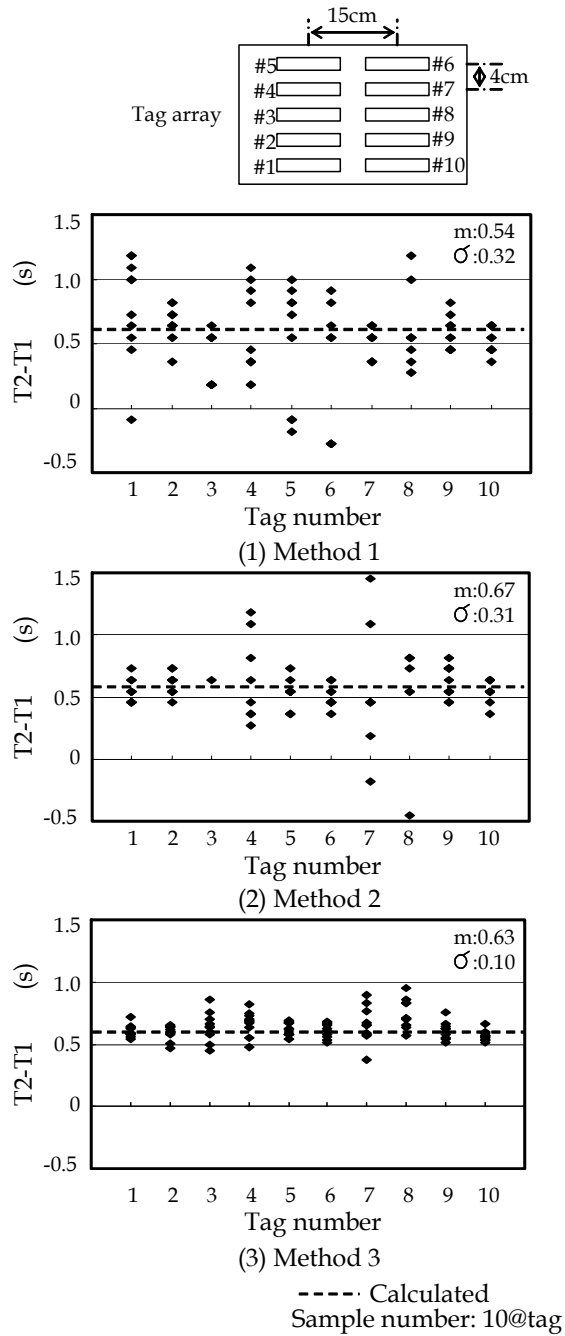 15cm
#5 #6
#4 #7 4cm
Tag array #3 #8
#2 #9
#1 #10
1.5
m:0.54
σ:0.32
1.0
0.5
0
-0.5
T2-T1 (s)
1 2 3 4 5 6 7 8 9 10
Tag number
(1) Method 1
1.5
m:0.67
σ:0.31
1.0
0.5
0
-0.5
T2-T1 (s)
1 2 3 4 5 6 7 8 9 10
Tag number
(2) Method 2
1.5
m:0.63
σ:0.10
1.0
0.5
0
-0.5
T2-T1 (s)
1 2 3 4 5 6 7 8 9 10
Tag number
(3) Method 3
Calculated
Sample number: 10@tag